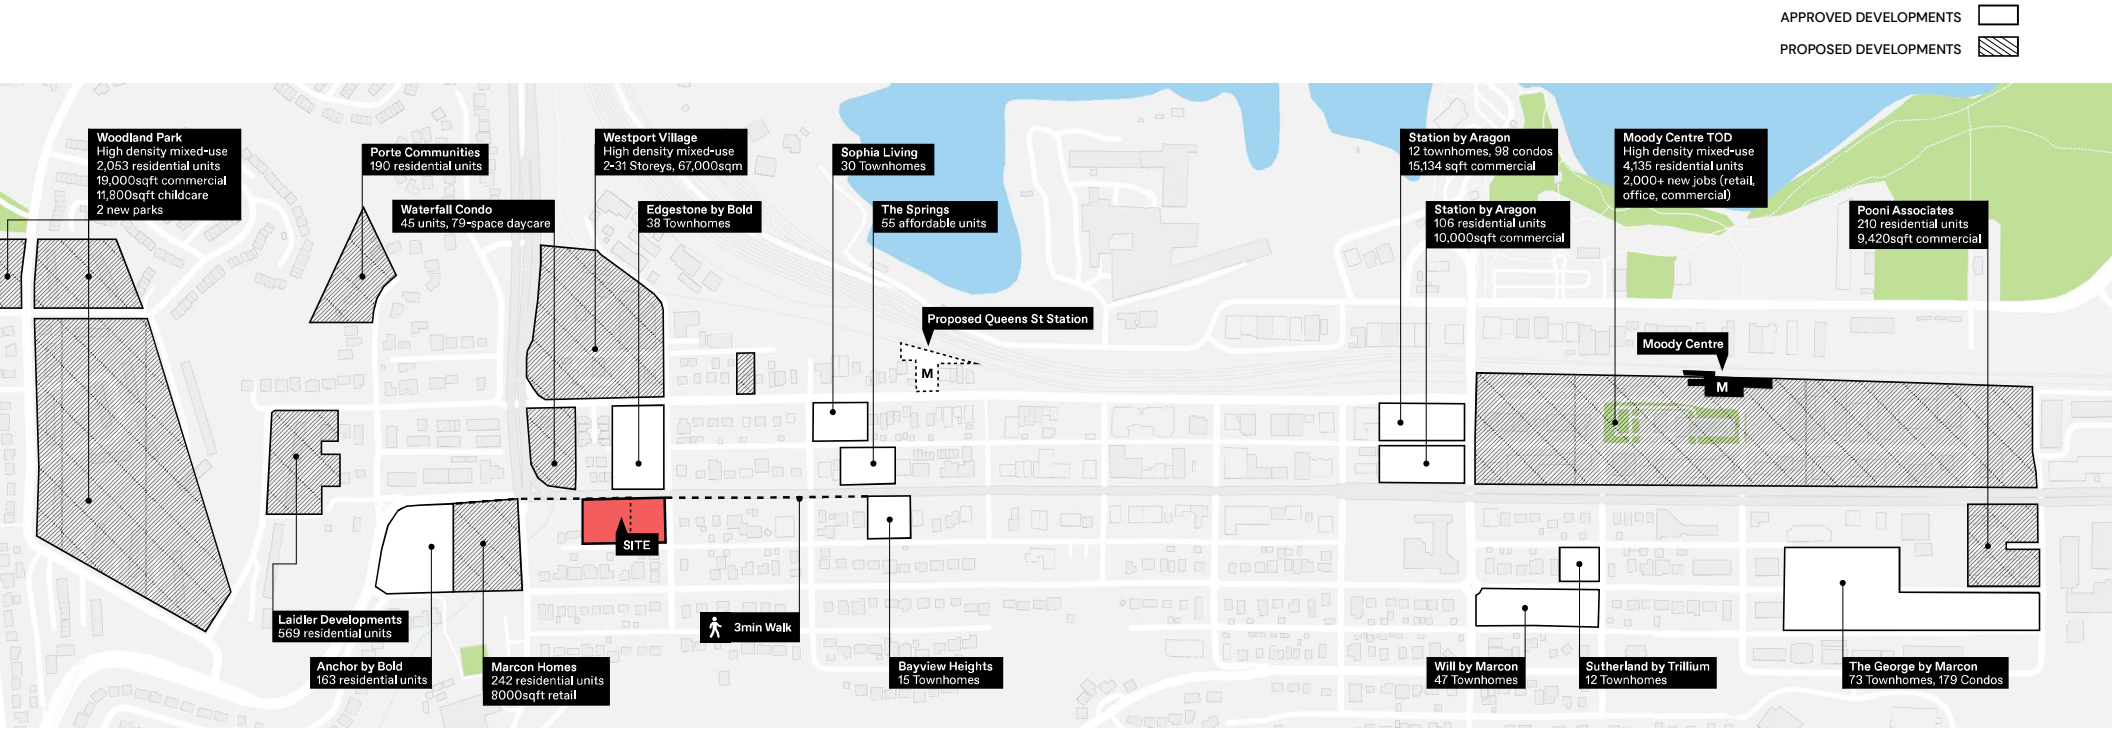 APPROVED DEVELOPMENTS
PROPOSED DEVELOPMENTS
Woodland Park
High density mixed-use
2,053 residential units
19,000sqft commercial
11,800sqft childcare
2 new parks
Porte Communities
190 residential units
Waterfall Condo
45 units, 79-space daycare
Westport Village
High density mixed-use
2-31 Storeys, 67,000sqm
Edgestone by Bold
38 Townhomes
Sophia Living
30 Townhomes
The Springs
55 affordable units
Proposed Queens St Station
M
Station by Aragon
12 townhomes, 98 condos
15,134 sqft commercial
Station by Aragon
106 residential units
10,000sqft commercial
Moody Centre TOD
High density mixed-use
4,135 residential units
2,000+ new jobs (retail,
office, commercial)
Pooni Associates
210 residential units
9,420sqft commercial
Moody Centre
M
SITE
Laidler Developments
569 residential units
Anchor by Bold
163 residential units
Marcon Homes
242 residential units
8000sqft retail
3min Walk
Bayview Heights
15 Townhomes
Will by Marcon
47 Townhomes
Sutherland by Trillium
12 Townhomes
The George by Marcon
73 Townhomes, 179 Condos